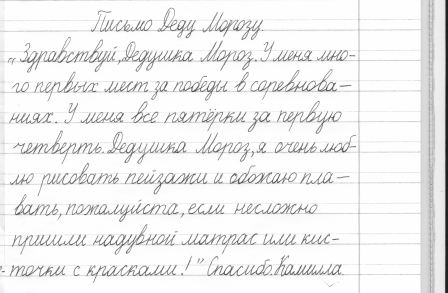 Письмо Деду Морозу.
„Здравствуй, Дедушка Мороз. У меня мно-
го первых мест за победы в соревнова-
ниях. У меня все пятёрки за первую
четверть. Дедушка Мороз, я очень люб-
лю рисовать пейзажи и обожаю пла-
вать, пожалуйста, если несложно
пришли надувной матрас или кис-
точки с красками!" Спасибо. Камилла